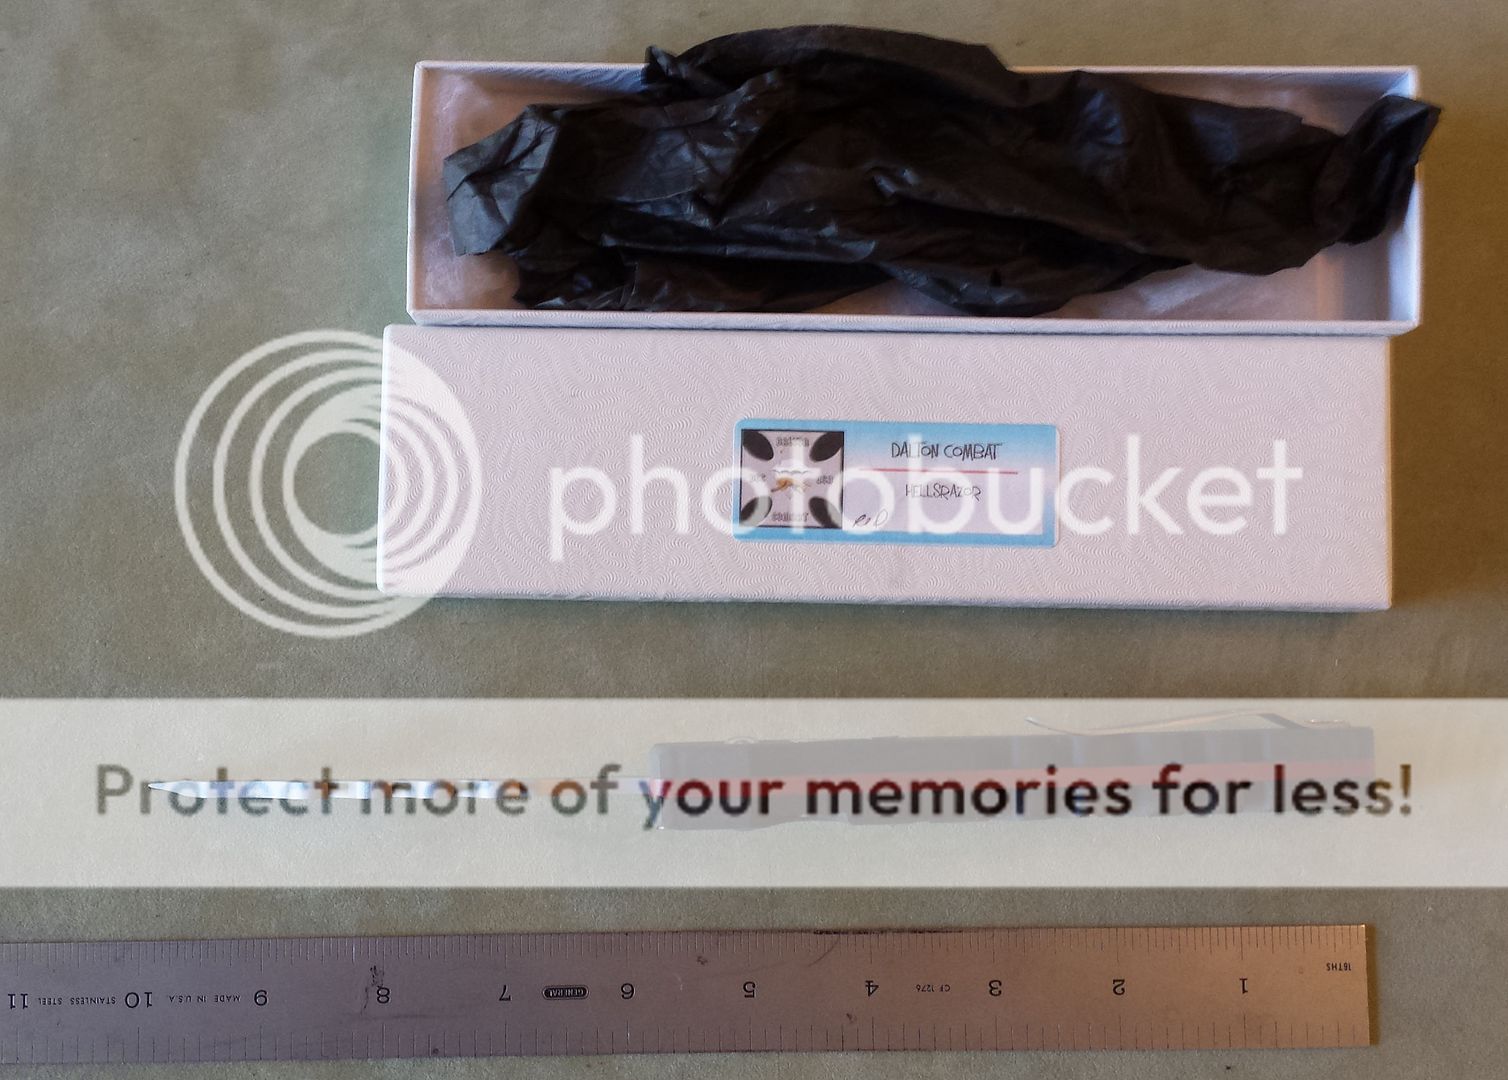 DALTON COMBAT
HELLSRAZOR
photobucket
Protect more of your memories for less!
16THS
1
2
3
CF 1276
4
5
6
GENERAL
7
8
9
MADE IN U.S.A.
10
STAINLESS STEEL
11